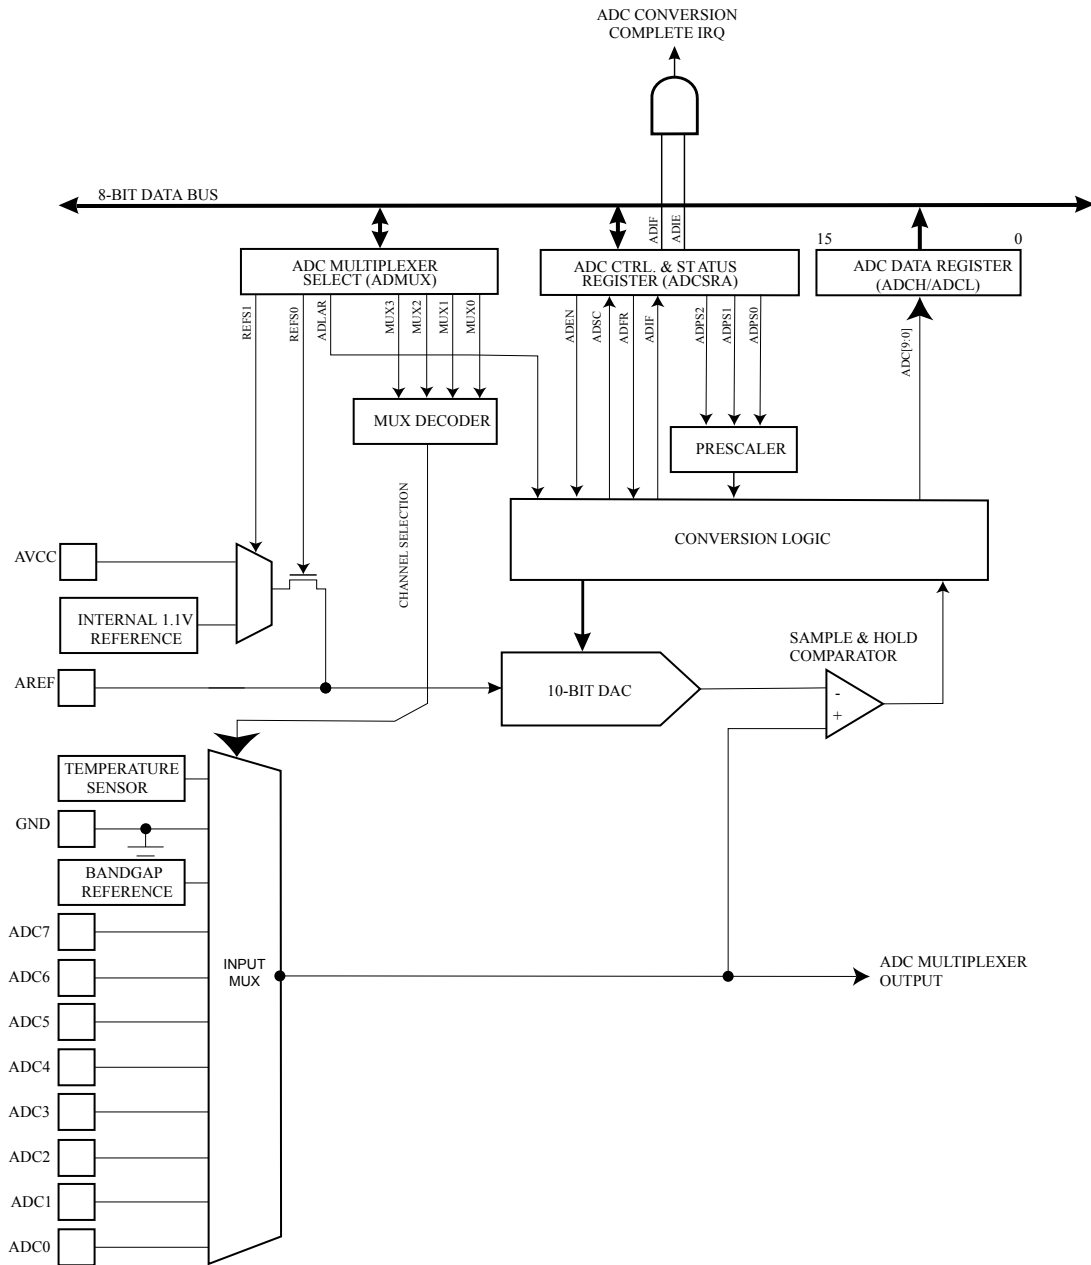 ADC CONVERSION
COMPLETE IRQ
8-BIT DATA BUS
ADIF
ADIE
15
0
ADC MULTIPLEXER
SELECT (ADMUX)
ADC CTRL. & STATUS
REGISTER (ADCSRA)
ADC DATA REGISTER
(ADCH/ADCL)
REFS1
REFS0
ADLAR
MUX3
MUX2
MUX1
MUX0
ADEN
ADSC
ADFR
ADIF
ADPS2
ADPS1
ADPS0
ADC[9:0]
MUX DECODER
PRESCALER
CHANNEL SELECTION
CONVERSION LOGIC
AVCC
INTERNAL 1.1V
REFERENCE
SAMPLE & HOLD
COMPARATOR
AREF
10-BIT DAC
-
+
TEMPERATURE
SENSOR
GND
BANDGAP
REFERENCE
ADC7
ADC6
ADC5
ADC4
ADC3
ADC2
ADC1
ADC0
INPUT
MUX
ADC MULTIPLEXER
OUTPUT